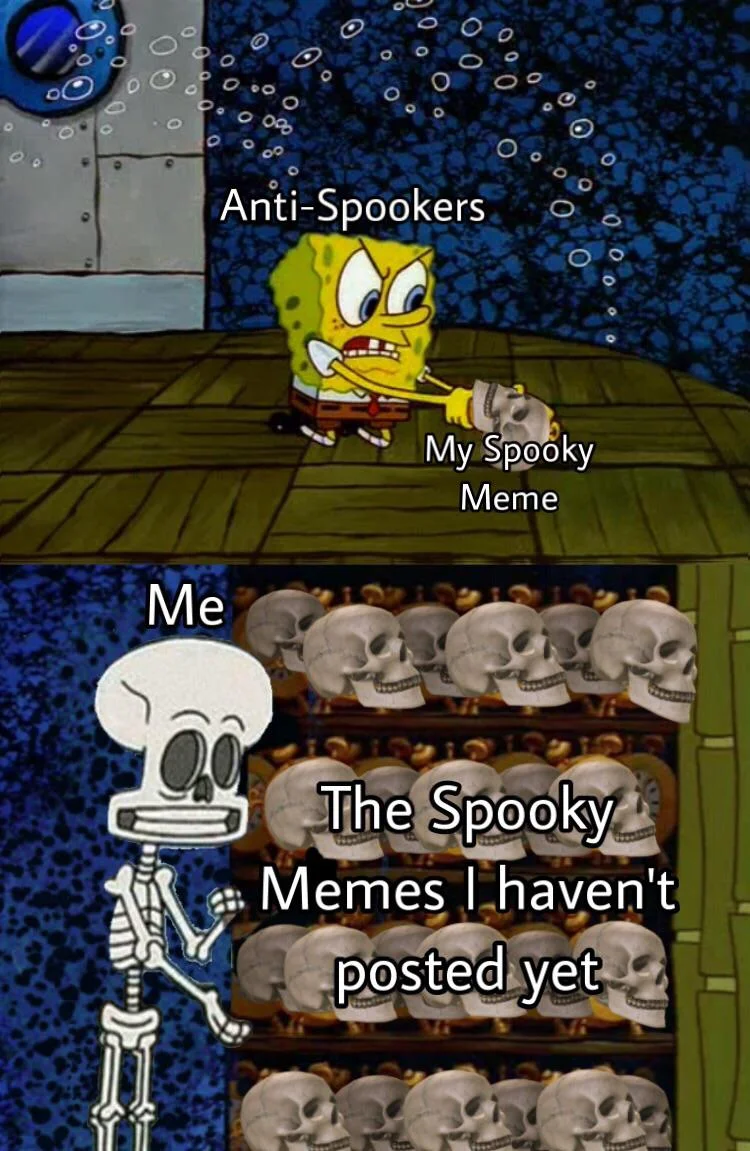 Anti-Spookers
My Spooky
Meme
Me
The Spooky
Memes I haven't
posted yet